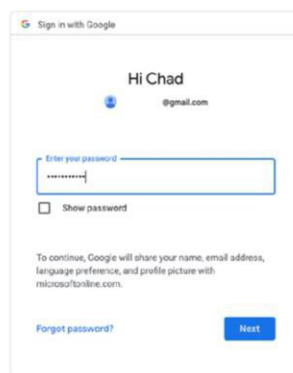 Sign in with Google
Hi Chad
@gmail.com
Enter your password
Show password
To continue, Google will share your name, email address,
language preference, and profile picture with
microsoftonline.com.
Forgot password?
Next